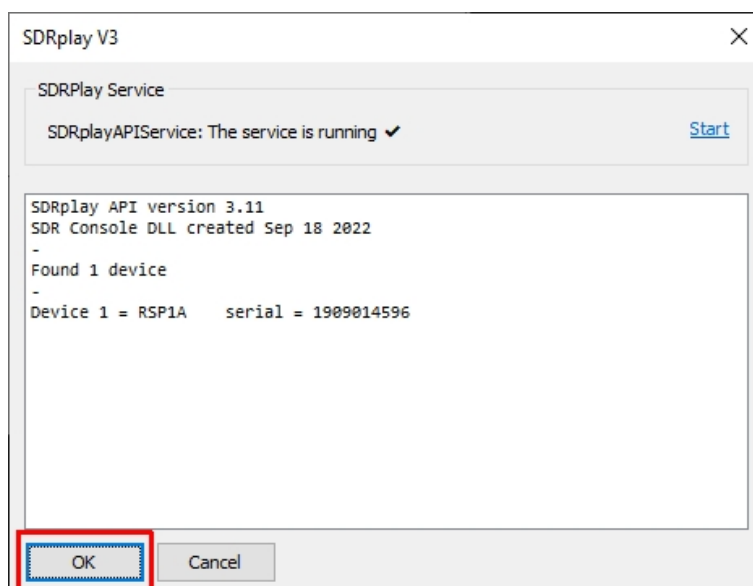 SDRplay V3
SDRPlay Service
SDRplayAPIService: The service is running ✔ Start
SDRplay API version 3.11
SDR Console DLL created Sep 18 2022
-
Found 1 device
-
Device 1 = RSP1A    serial = 1909014596
OK Cancel